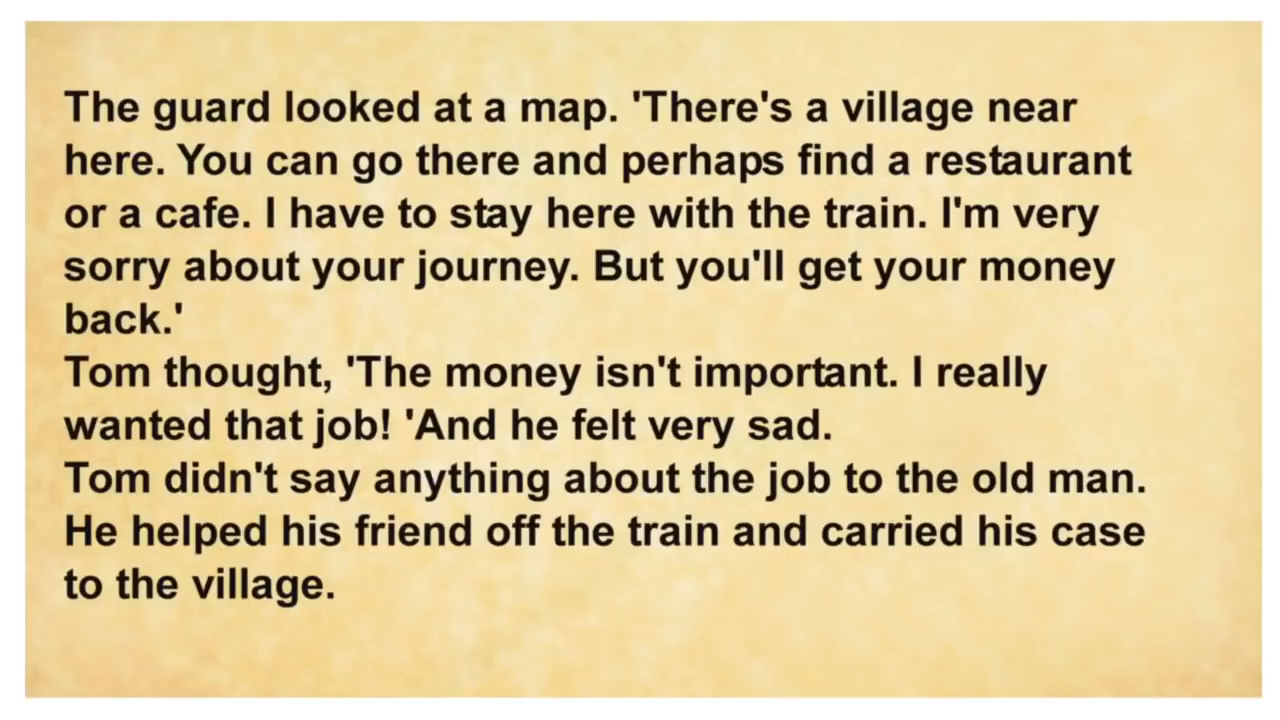 The guard looked at a map. 'There's a village near
here. You can go there and perhaps find a restaurant
or a cafe. I have to stay here with the train. I'm very
sorry about your journey. But you'll get your money
back.'
Tom thought, 'The money isn't important. I really
wanted that job! 'And he felt very sad.
Tom didn't say anything about the job to the old man.
He helped his friend off the train and carried his case
to the village.